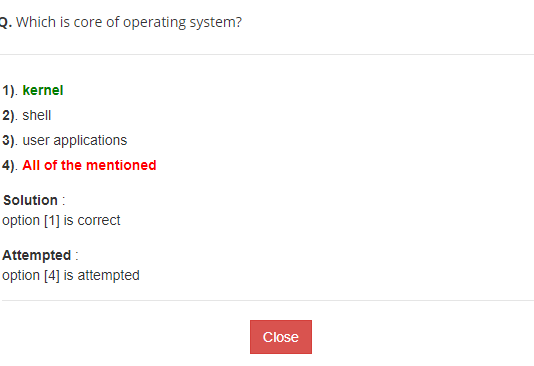 Q. Which is core of operating system?
1). kernel
2). shell
3). user applications
4). All of the mentioned
Solution :
option [1] is correct
Attempted :
option [4] is attempted
Close